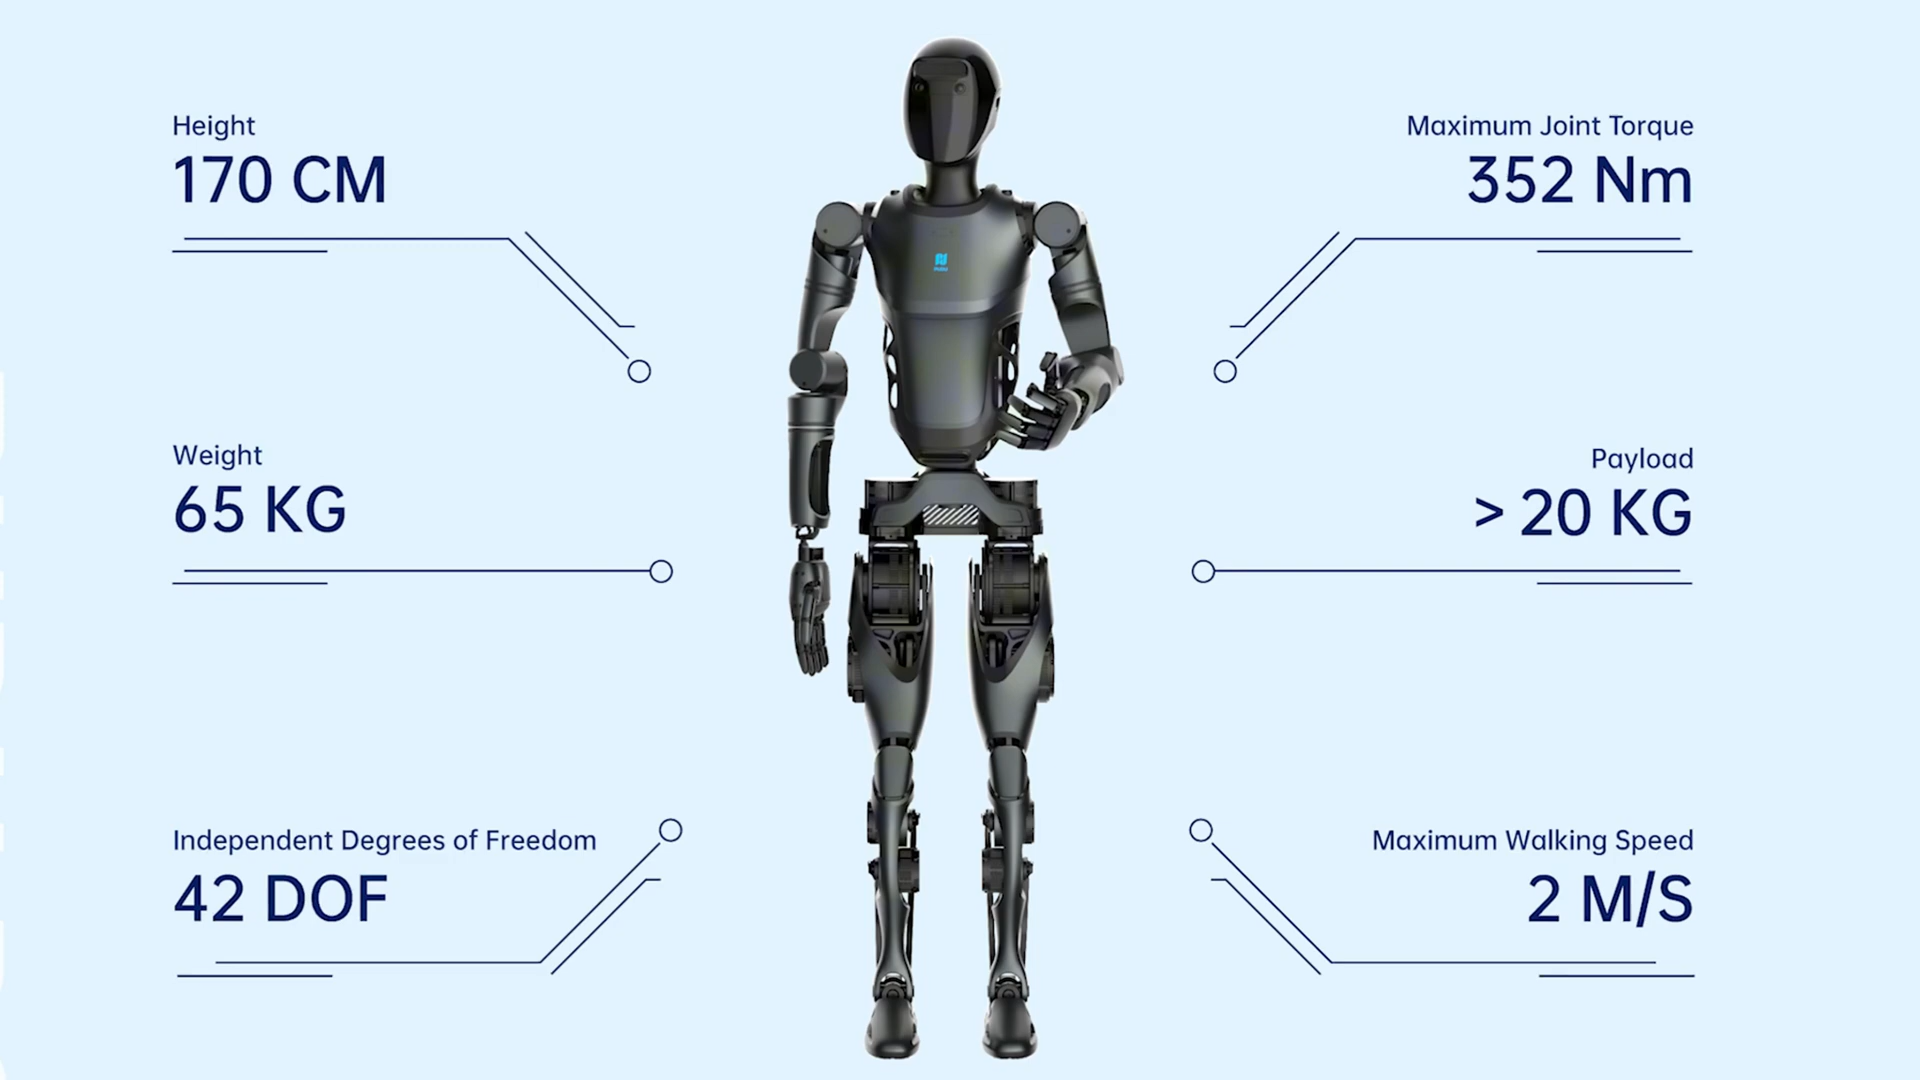 Height
170 CM
Maximum Joint Torque
352 Nm
Weight
65 KG
Payload
> 20 KG
Independent Degrees of Freedom
42 DOF
Maximum Walking Speed
2 M/S